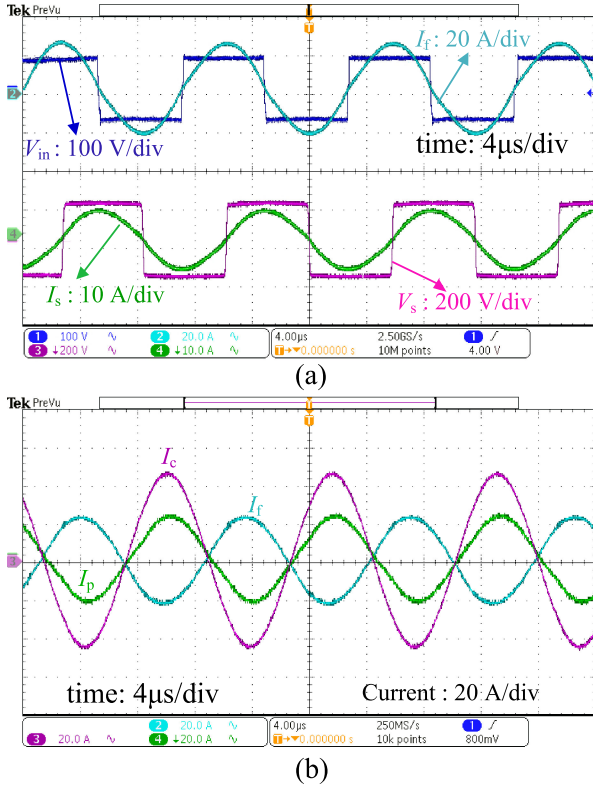 Tek PreVu
T
T
2
I_f : 20 A/div
V_in : 100 V/div
time: 4μs/div
4
I_s : 10 A/div
V_s : 200 V/div
1 100 V 2 20.0 A 4.00μs 2.50GS/s 1
3 ↓200 V 4 ↓10.0 A T→▼0.000000 s 10M points 4.00 V
(a)
Tek PreVu
T
T
I_c
I_f
3
I_p
time: 4μs/div
Current : 20 A/div
2 20.0 A 4.00μs 250MS/s 1
3 20.0 A 4 ↓20.0 A T→▼0.000000 s 10k points 800mV
(b)